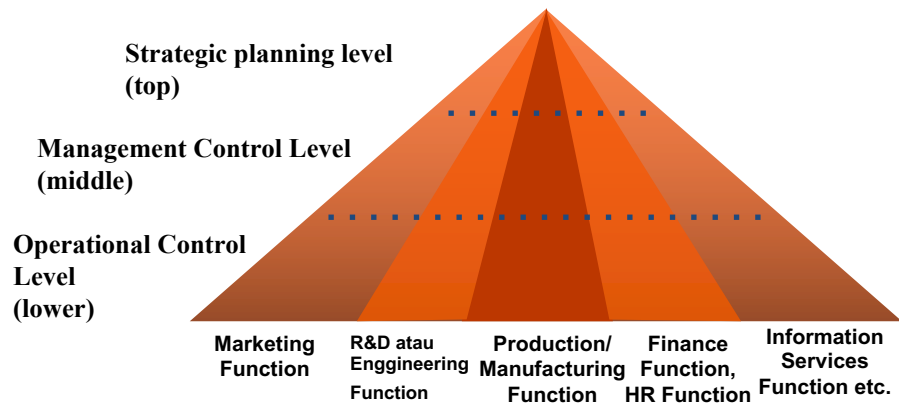 Strategic planning level
(top)
Management Control Level
(middle)
Operational Control
Level
(lower)
Marketing
Function
R&D atau
Enggineering
Function
Production/
Manufacturing
Function
Finance
Function,
HR Function
Information
Services
Function etc.